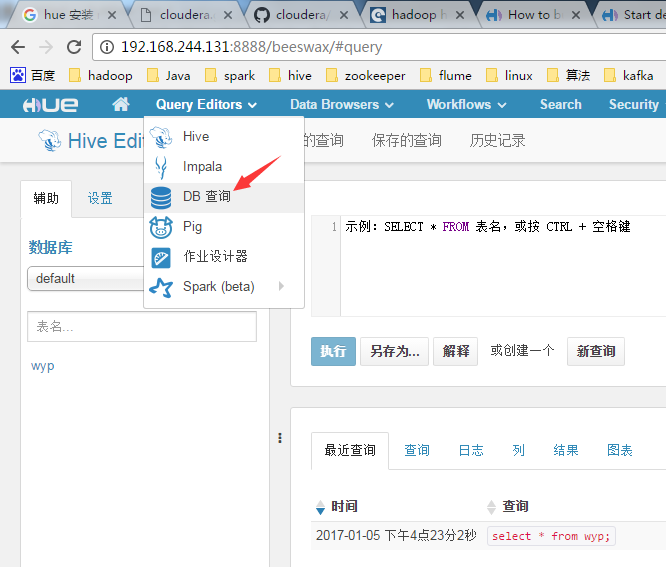 hue 安装
cloudera.
cloudera/
hadoop h
How to b
Start de
192.168.244.131:8888/beeswax/#query
百度 hadoop Java spark hive zookeeper flume linux 算法 kafka
HUE Query Editors Data Browsers Workflows Search Security
Hive Edi 的查询 保存的查询 历史记录
Hive
Impala
DB 查询
Pig
作业设计器
Spark (beta)
辅助 设置
数据库
default
表名...
wyp
1 示例: SELECT * FROM 表名, 或按 CTRL + 空格键
执行 另存为... 解释 或创建一个 新查询
最近查询 查询 日志 列 结果 图表
时间 查询
2017-01-05 下午4点23分2秒 select * from wyp;